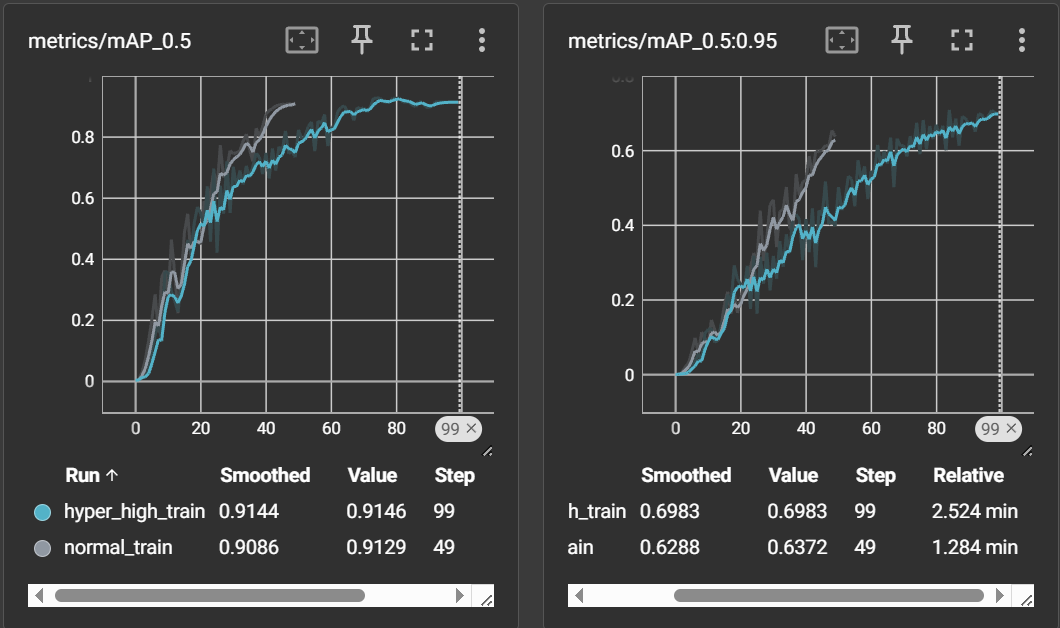 metrics/mAP_0.5
0.8
0.6
0.4
0.2
0
0 20 40 60 80 99 ×
Run ↑ Smoothed Value Step
hyper_high_train 0.9144 0.9146 99
normal_train 0.9086 0.9129 49
metrics/mAP_0.5:0.95
0.6
0.4
0.2
0
0 20 40 60 80 99 ×
Smoothed Value Step Relative
h_train 0.6983 0.6983 99 2.524 min
ain 0.6288 0.6372 49 1.284 min